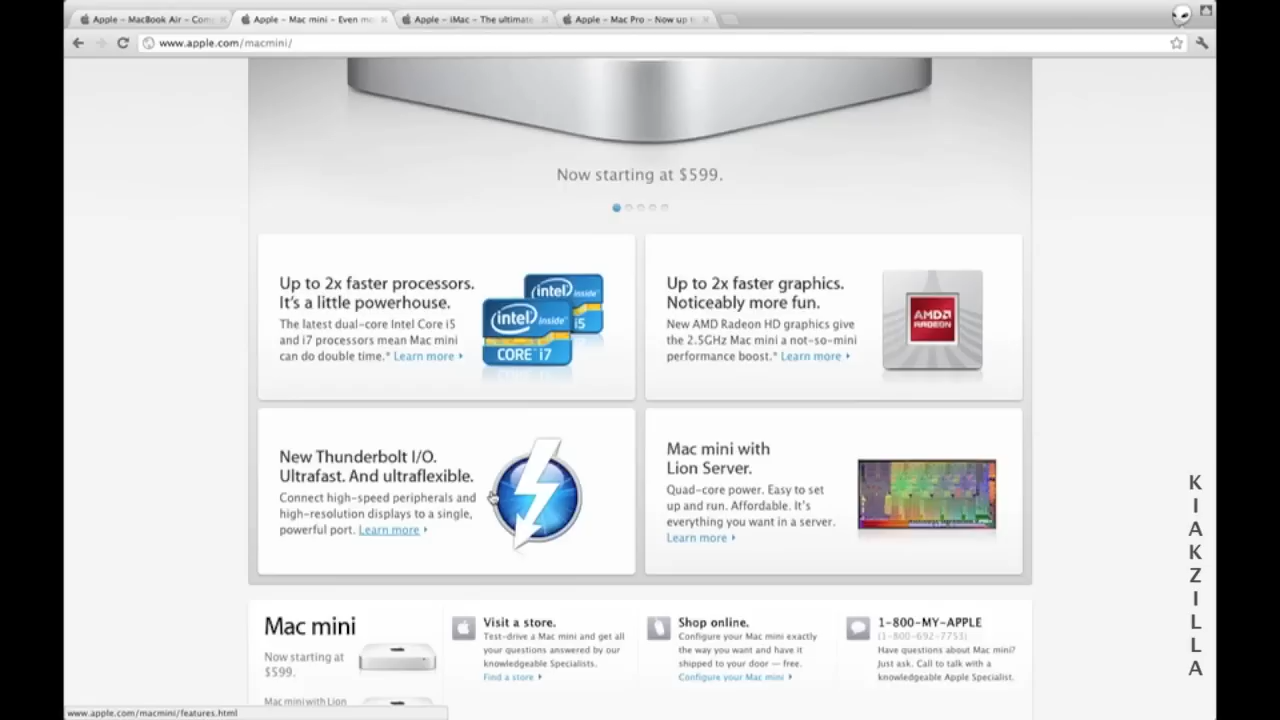 Apple – MacBook Air – Com
Apple – Mac mini – Even mo
Apple – iMac – The ultimate
Apple – Mac Pro – Now up t
www.apple.com/macmini/
Now starting at $599.
Up to 2x faster processors.
It's a little powerhouse.
The latest dual-core Intel Core i5
and i7 processors mean Mac mini
can do double time.* Learn more
intel inside™
i5
intel inside™
CORE™ i7
Up to 2x faster graphics.
Noticeably more fun.
New AMD Radeon HD graphics give
the 2.5GHz Mac mini a not-so-mini
performance boost.* Learn more
AMD
RADEON
New Thunderbolt I/O.
Ultrafast. And ultraflexible.
Connect high-speed peripherals and
high-resolution displays to a single,
powerful port. Learn more
Mac mini with
Lion Server.
Quad-core power. Easy to set
up and run. Affordable. It's
everything you want in a server.
Learn more
Mac mini
Now starting at
$599.
Mac mini with Lion
Visit a store.
Test-drive a Mac mini and get all
your questions answered by our
knowledgeable Specialists.
Find a store
Shop online.
Configure your Mac mini exactly
the way you want and have it
shipped to your door — free.
Configure your Mac mini
1-800-MY-APPLE
(1-800-692-7753)
Have questions about Mac mini?
Just ask. Call to talk with a
knowledgeable Apple Specialist.
www.apple.com/macmini/features.html
KIAKZILLA